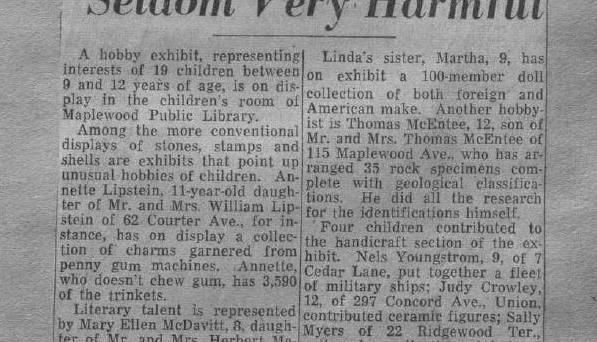 Seldom Very Harmful
A hobby exhibit, representing
interests of 19 children between
9 and 12 years of age, is on dis-
play in the children's room of
Maplewood Public Library.
Among the more conventional
displays of stones, stamps and
shells are exhibits that point up
unusual hobbies of children. An-
nette Lipstein, 11-year-old daugh-
ter of Mr. and Mrs. William Lip-
stein of 62 Courter Ave., for in-
stance, has on display a collec-
tion of charms garnered from
penny gum machines. Annette,
who doesn't chew gum, has 3,590
of the trinkets.
Literary talent is represented
by Mary Ellen McDavitt, 8, daugh-
ter of Mr. and Mrs. Herbert Mc-
Linda's sister, Martha, 9, has
on exhibit a 100-member doll
collection of both foreign and
American make. Another hobby-
ist is Thomas McEntee, 12, son of
Mr. and Mrs. Thomas McEntee of
115 Maplewood Ave., who has ar-
ranged 35 rock specimens com-
plete with geological classifica-
tions. He did all the research
for the identifications himself.
Four children contributed to
the handicraft section of the ex-
hibit. Nels Youngstrom, 9, of 7
Cedar Lane, put together a fleet
of military ships; Judy Crowley,
12, of 297 Concord Ave., Union,
contributed ceramic figures; Sally
Myers of 22 Ridgewood Ter.,